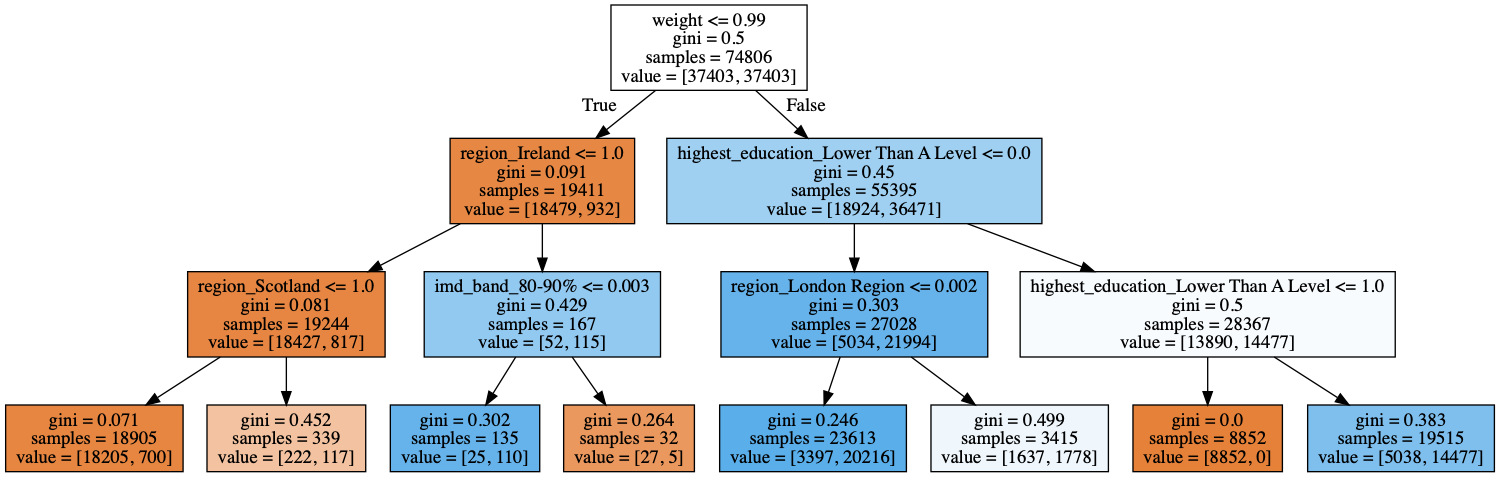 weight <= 0.99
gini = 0.5
samples = 74806
value = [37403, 37403]
True
False
region_Ireland <= 1.0
gini = 0.091
samples = 19411
value = [18479, 932]
highest_education_Lower Than A Level <= 0.0
gini = 0.45
samples = 55395
value = [18924, 36471]
region_Scotland <= 1.0
gini = 0.081
samples = 19244
value = [18427, 817]
imd_band_80-90% <= 0.003
gini = 0.429
samples = 167
value = [52, 115]
region_London Region <= 0.002
gini = 0.303
samples = 27028
value = [5034, 21994]
highest_education_Lower Than A Level <= 1.0
gini = 0.5
samples = 28367
value = [13890, 14477]
gini = 0.071
samples = 18905
value = [18205, 700]
gini = 0.452
samples = 339
value = [222, 117]
gini = 0.302
samples = 135
value = [25, 110]
gini = 0.264
samples = 32
value = [27, 5]
gini = 0.246
samples = 23613
value = [3397, 20216]
gini = 0.499
samples = 3415
value = [1637, 1778]
gini = 0.0
samples = 8852
value = [8852, 0]
gini = 0.383
samples = 19515
value = [5038, 14477]